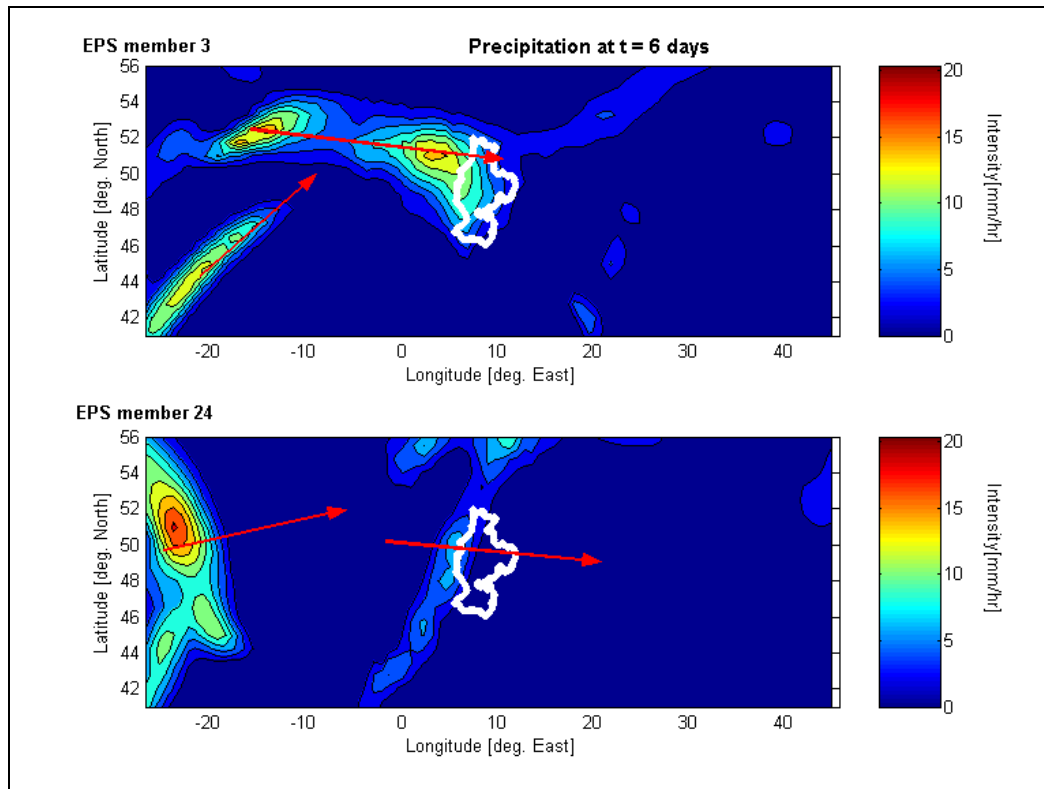 EPS member 3
Precipitation at t = 6 days
56
54
52
50
48
46
44
42
Latitude [deg. North]
-20 -10 0 10 20 30 40
Longitude [deg. East]
20
15
10
5
0
Intensity[mm/hr]
EPS member 24
56
54
52
50
48
46
44
42
Latitude [deg. North]
-20 -10 0 10 20 30 40
Longitude [deg. East]
20
15
10
5
0
Intensity[mm/hr]